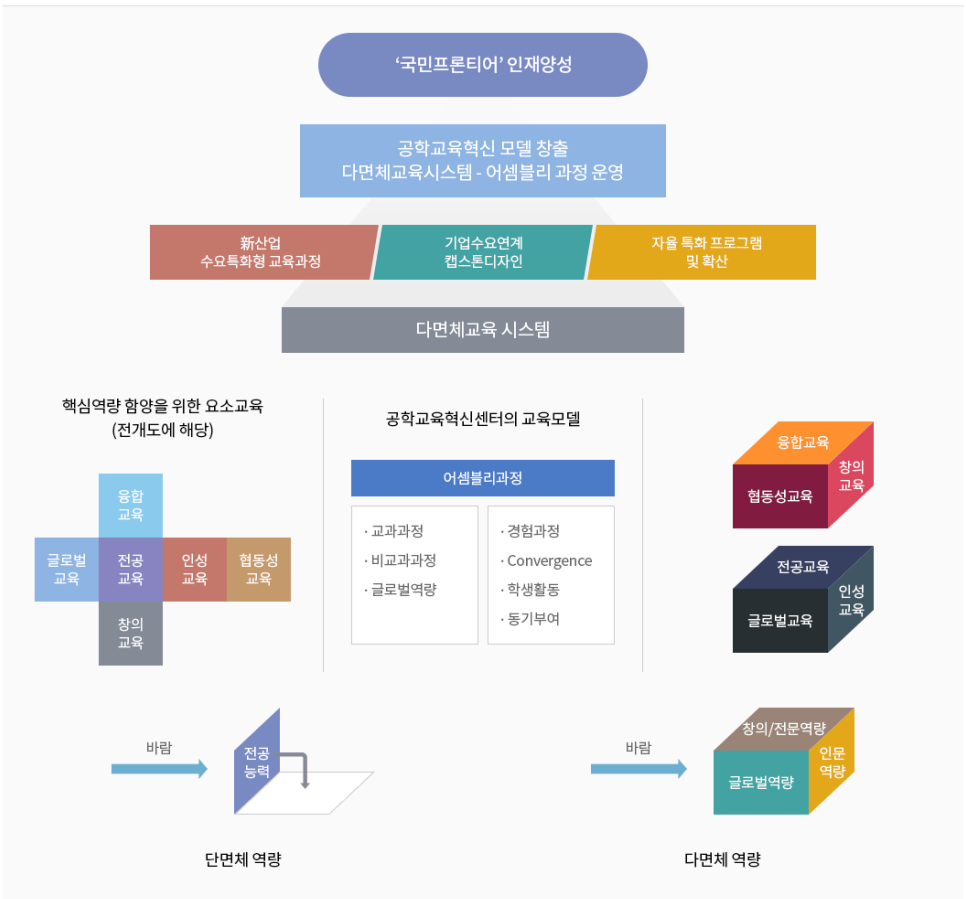 ‘국민프론티어’ 인재양성
공학교육혁신 모델 창출
다면체교육시스템 - 어셈블리 과정 운영
新산업
수요특화형 교육과정
기업수요연계
캡스톤디자인
자율 특화 프로그램
및 확산
다면체교육 시스템
핵심역량 함양을 위한 요소교육
(전개도에 해당)
융합
교육
글로벌
교육
전공
교육
인성
교육
협동성
교육
창의
교육
공학교육혁신센터의 교육모델
어셈블리과정
· 교과과정
· 비교과과정
· 글로벌역량
· 경험과정
· Convergence
· 학생활동
· 동기부여
융합교육
협동성교육
창의
교육
전공교육
글로벌교육
인성
교육
바람
전공
능력
단면체 역량
바람
창의/전문역량
글로벌역량
인문
역량
다면체 역량